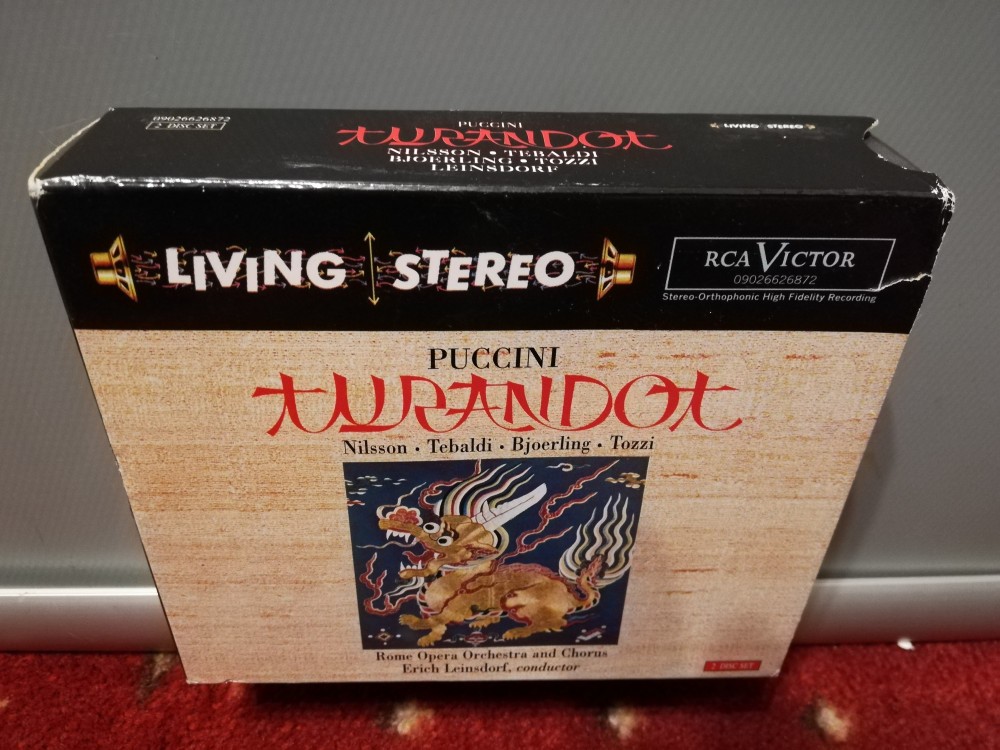 09026626872
2 DISC SET
PUCCINI
TURANDOT
NILSSON • TEBALDI
BJOERLING • TOZZI
LEINSDORF
LIVING STEREO
LIVING STEREO
RCA VICTOR
09026626872
Stereo-Orthophonic High Fidelity Recording
PUCCINI
TURANDOT
Nilsson • Tebaldi • Bjoerling • Tozzi
Rome Opera Orchestra and Chorus
Erich Leinsdorf, conductor
2 DISC SET